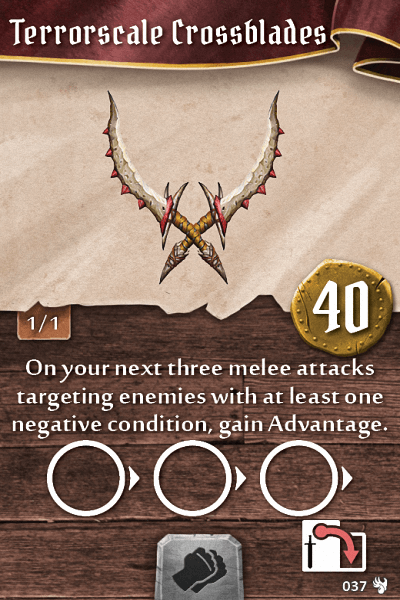 Terrorscale Crossblades
40
1/1
On your next three melee attacks
targeting enemies with at least one
negative condition, gain Advantage.
037